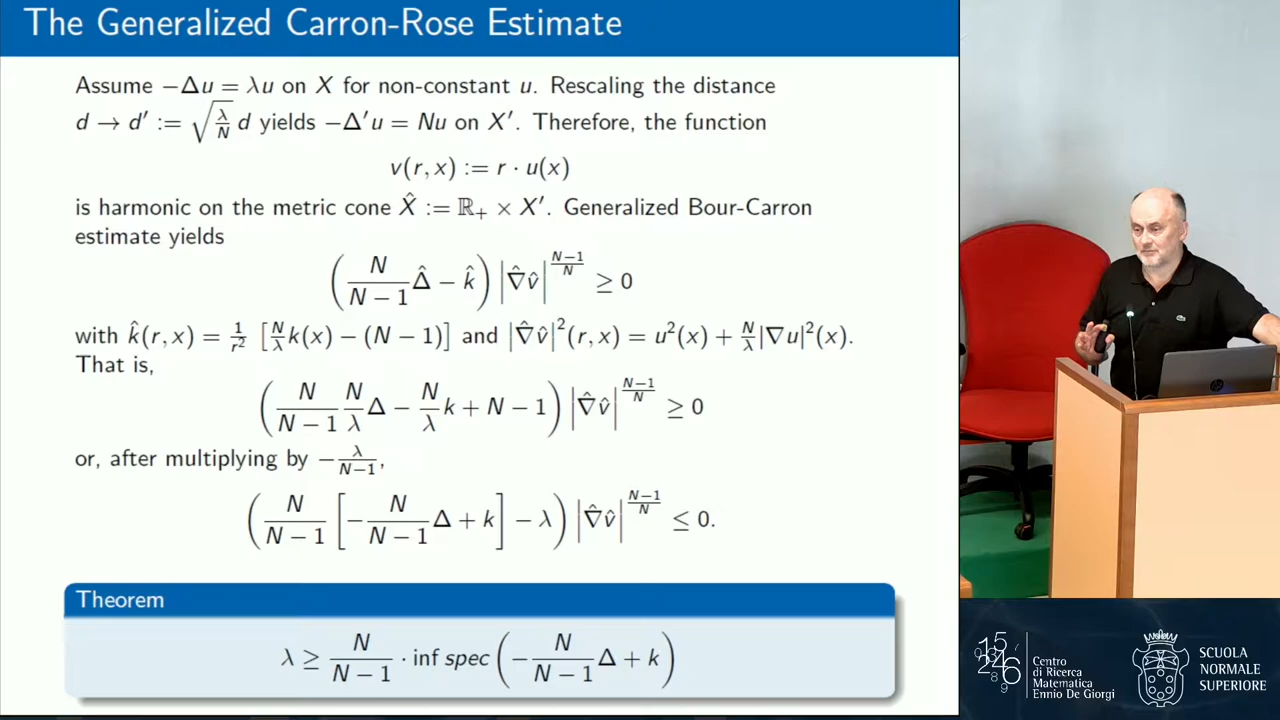 The Generalized Carron-Rose Estimate
Assume −Δu = λu on X for non-constant u. Rescaling the distance
d → d′ := √(λ/N) d yields −Δ′u = Nu on X′. Therefore, the function
v(r, x) := r · u(x)
is harmonic on the metric cone X̂ := ℝ₊ × X′. Generalized Bour-Carron
estimate yields
(N/(N−1) Δ̂ − k̂) |∇̂v̂|^((N−1)/N) ≥ 0
with k̂(r, x) = 1/r² [N/λ k(x) − (N − 1)] and |∇̂v̂|²(r, x) = u²(x) + N/λ |∇u|²(x).
That is,
(N/(N−1) N/λ Δ − N/λ k + N − 1) |∇̂v̂|^((N−1)/N) ≥ 0
or, after multiplying by −λ/(N−1),
(N/(N−1) [−N/(N−1) Δ + k] − λ) |∇̂v̂|^((N−1)/N) ≤ 0.
Theorem
λ ≥ N/(N−1) · inf spec (−N/(N−1) Δ + k)
Centro
di Ricerca
Matematica
Ennio De Giorgi
SCUOLA
NORMALE
SUPERIORE